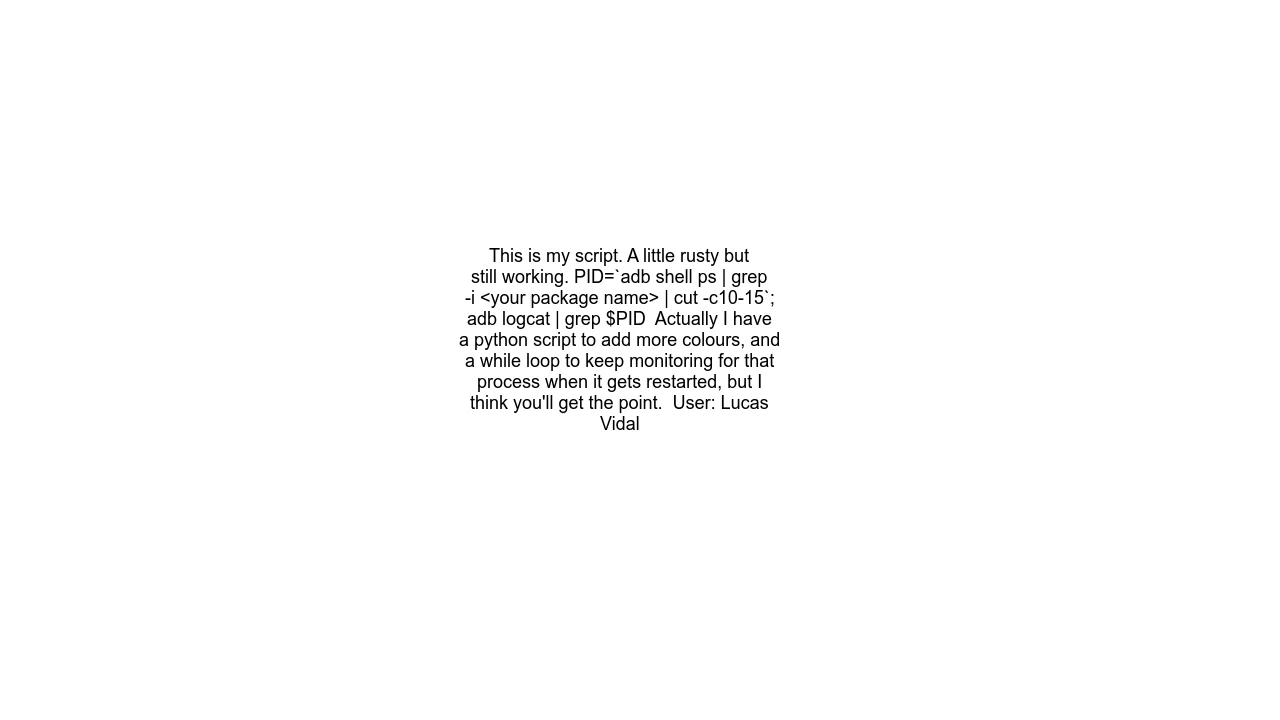 This is my script. A little rusty but
still working. PID=`adb shell ps | grep
-i <your package name> | cut -c10-15`;
adb logcat | grep $PID  Actually I have
a python script to add more colours, and
a while loop to keep monitoring for that
process when it gets restarted, but I
think you'll get the point.  User: Lucas
Vidal